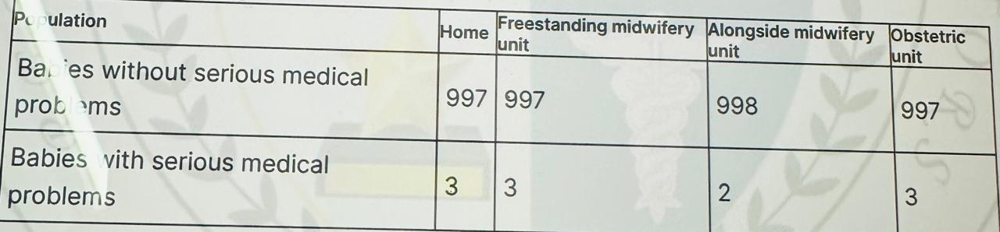 Population Home Freestanding midwifery unit Alongside midwifery unit Obstetric unit
Babies without serious medical
problems 997 997 998 997
Babies with serious medical
problems 3 3 2 3